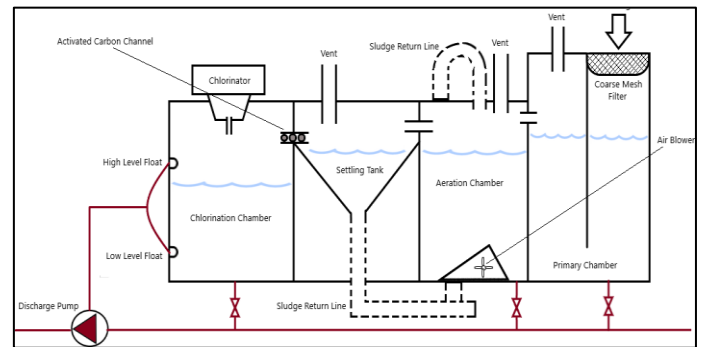 Activated Carbon Channel
Vent
Sludge Return Line
Vent
Vent
Chlorinator
Coarse Mesh
Filter
Air Blower
High Level Float
Settling Tank
Aeration Chamber
Chlorination Chamber
Low Level Float
Primary Chamber
Discharge Pump
Sludge Return Line